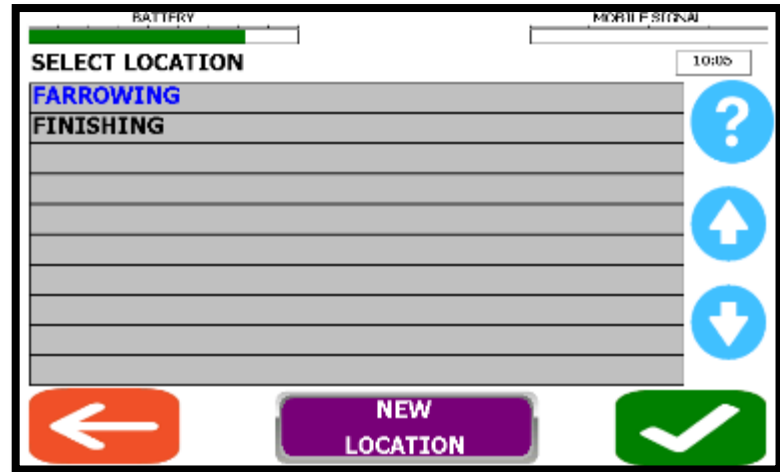 BATTERY
MOBILE SIGNAL
SELECT LOCATION
10:05
FARROWING
?
FINISHING
NEW
LOCATION